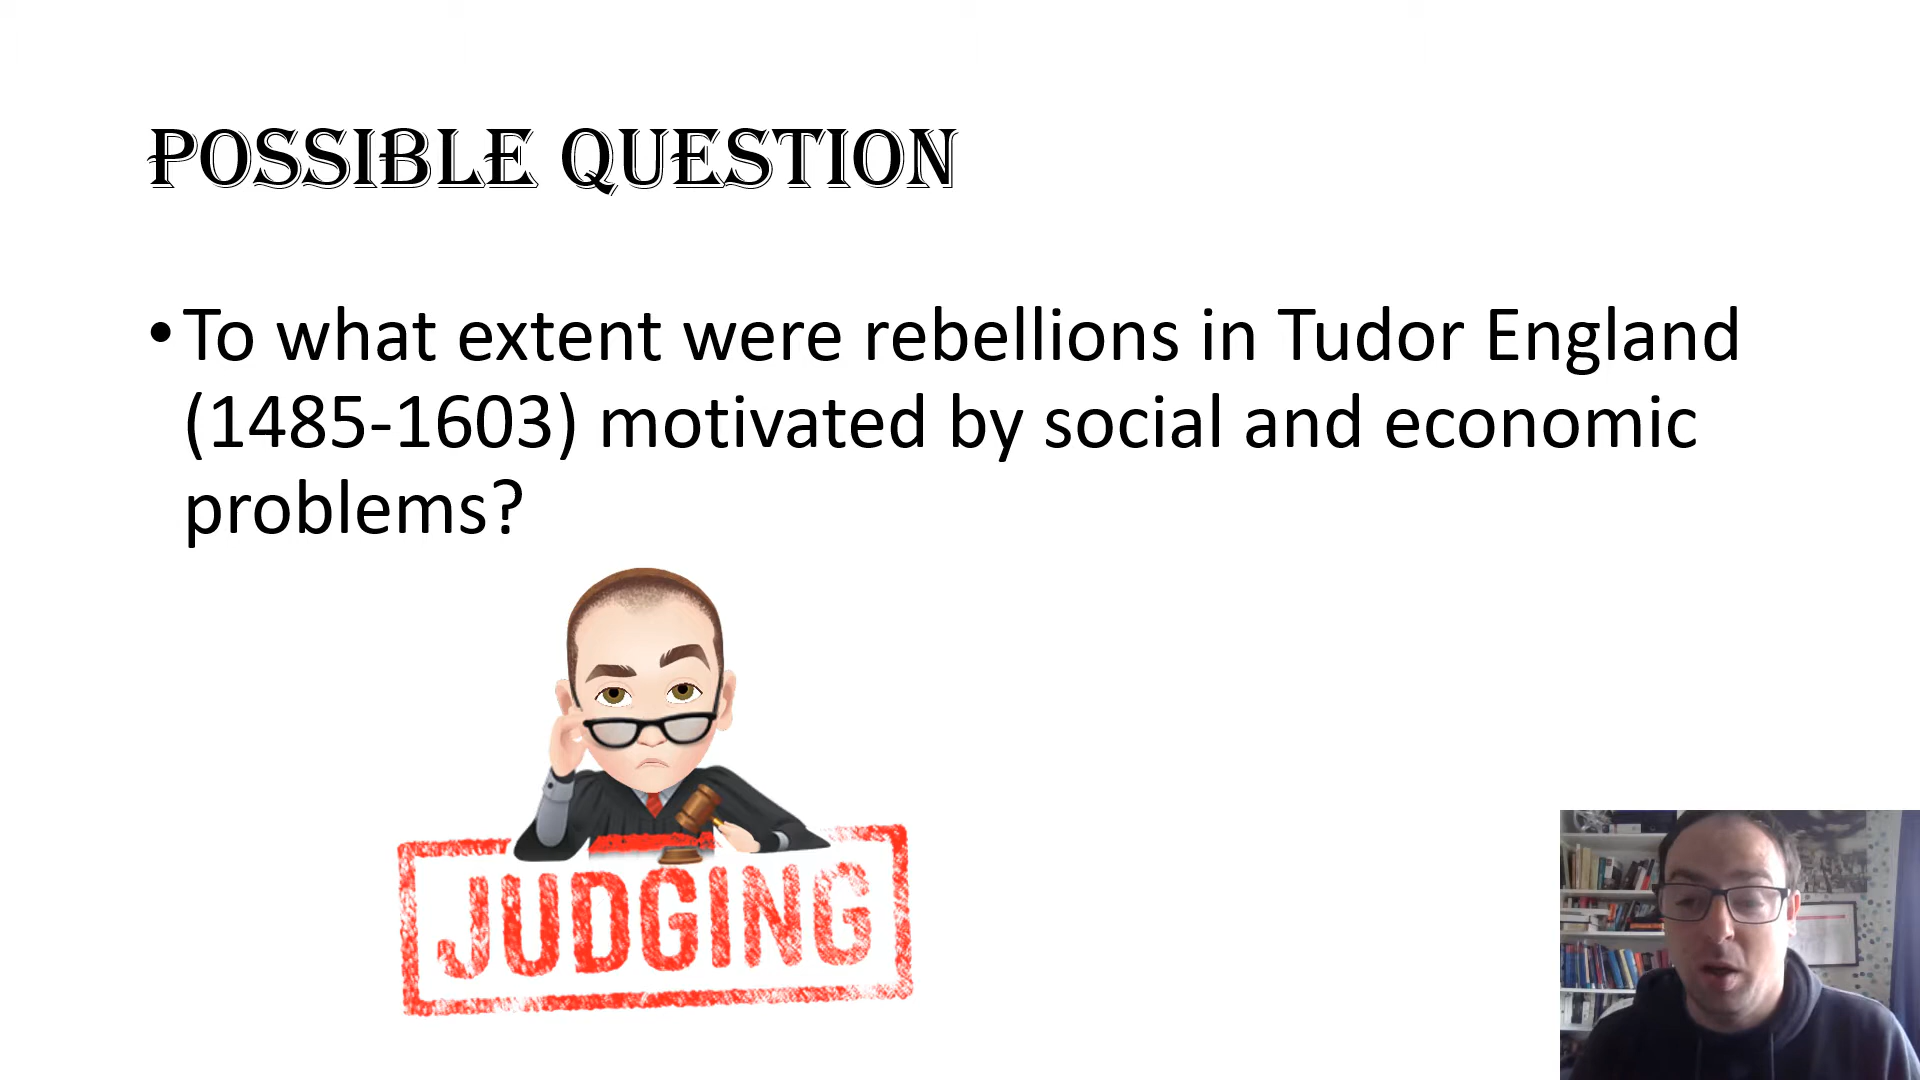 POSSIBLE QUESTION
•To what extent were rebellions in Tudor England
(1485-1603) motivated by social and economic
problems?
JUDGING